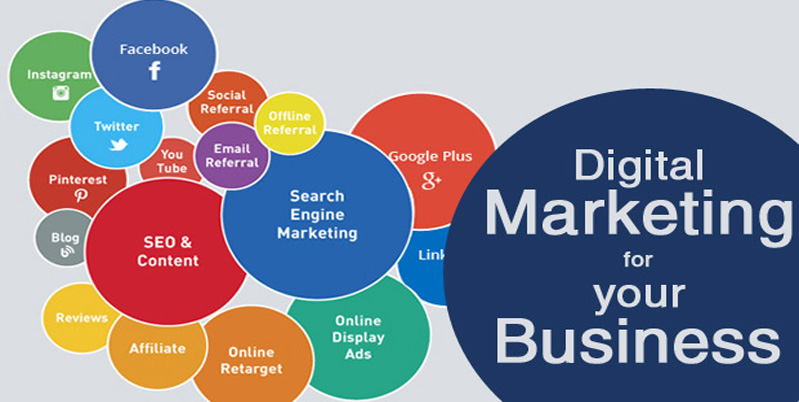 Facebook
f
Instagram
Twitter
Social
Referral
Offline
Referral
You
Tube
Email
Referral
Google Plus
g+
Pinterest
Search
Engine
Marketing
Blog
SEO &
Content
Link
Reviews
Affiliate
Online
Retarget
Online
Display
Ads
Digital
Marketing
for
your
Business